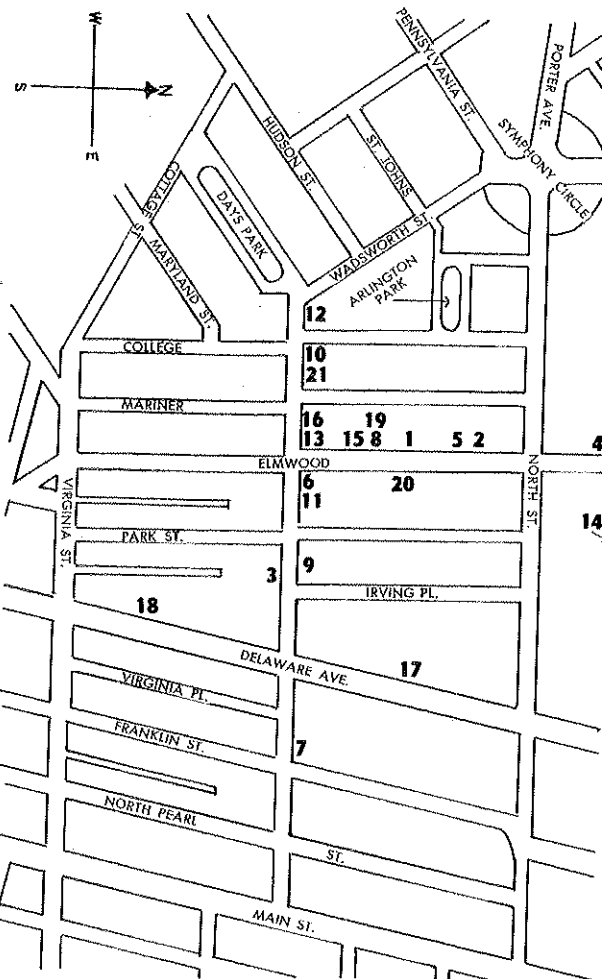 W
S
N
E
PENNSYLVANIA ST.
PORTER AVE.
SYMPHONY CIRCLE
HUDSON ST.
ST. JOHNS
COTTAGE ST.
DAYS PARK
MARYLAND ST.
WADSWORTH ST.
ARLINGTON
PARK
12
COLLEGE
10
21
MARINER
16 19
13 15 8 1 5 2 4
ELMWOOD
6 20
11
VIRGINIA ST.
NORTH ST.
14
PARK ST.
3 9
IRVING PL.
18
DELAWARE AVE.
17
VIRGINIA PL.
FRANKLIN ST.
7
NORTH PEARL
ST.
MAIN ST.